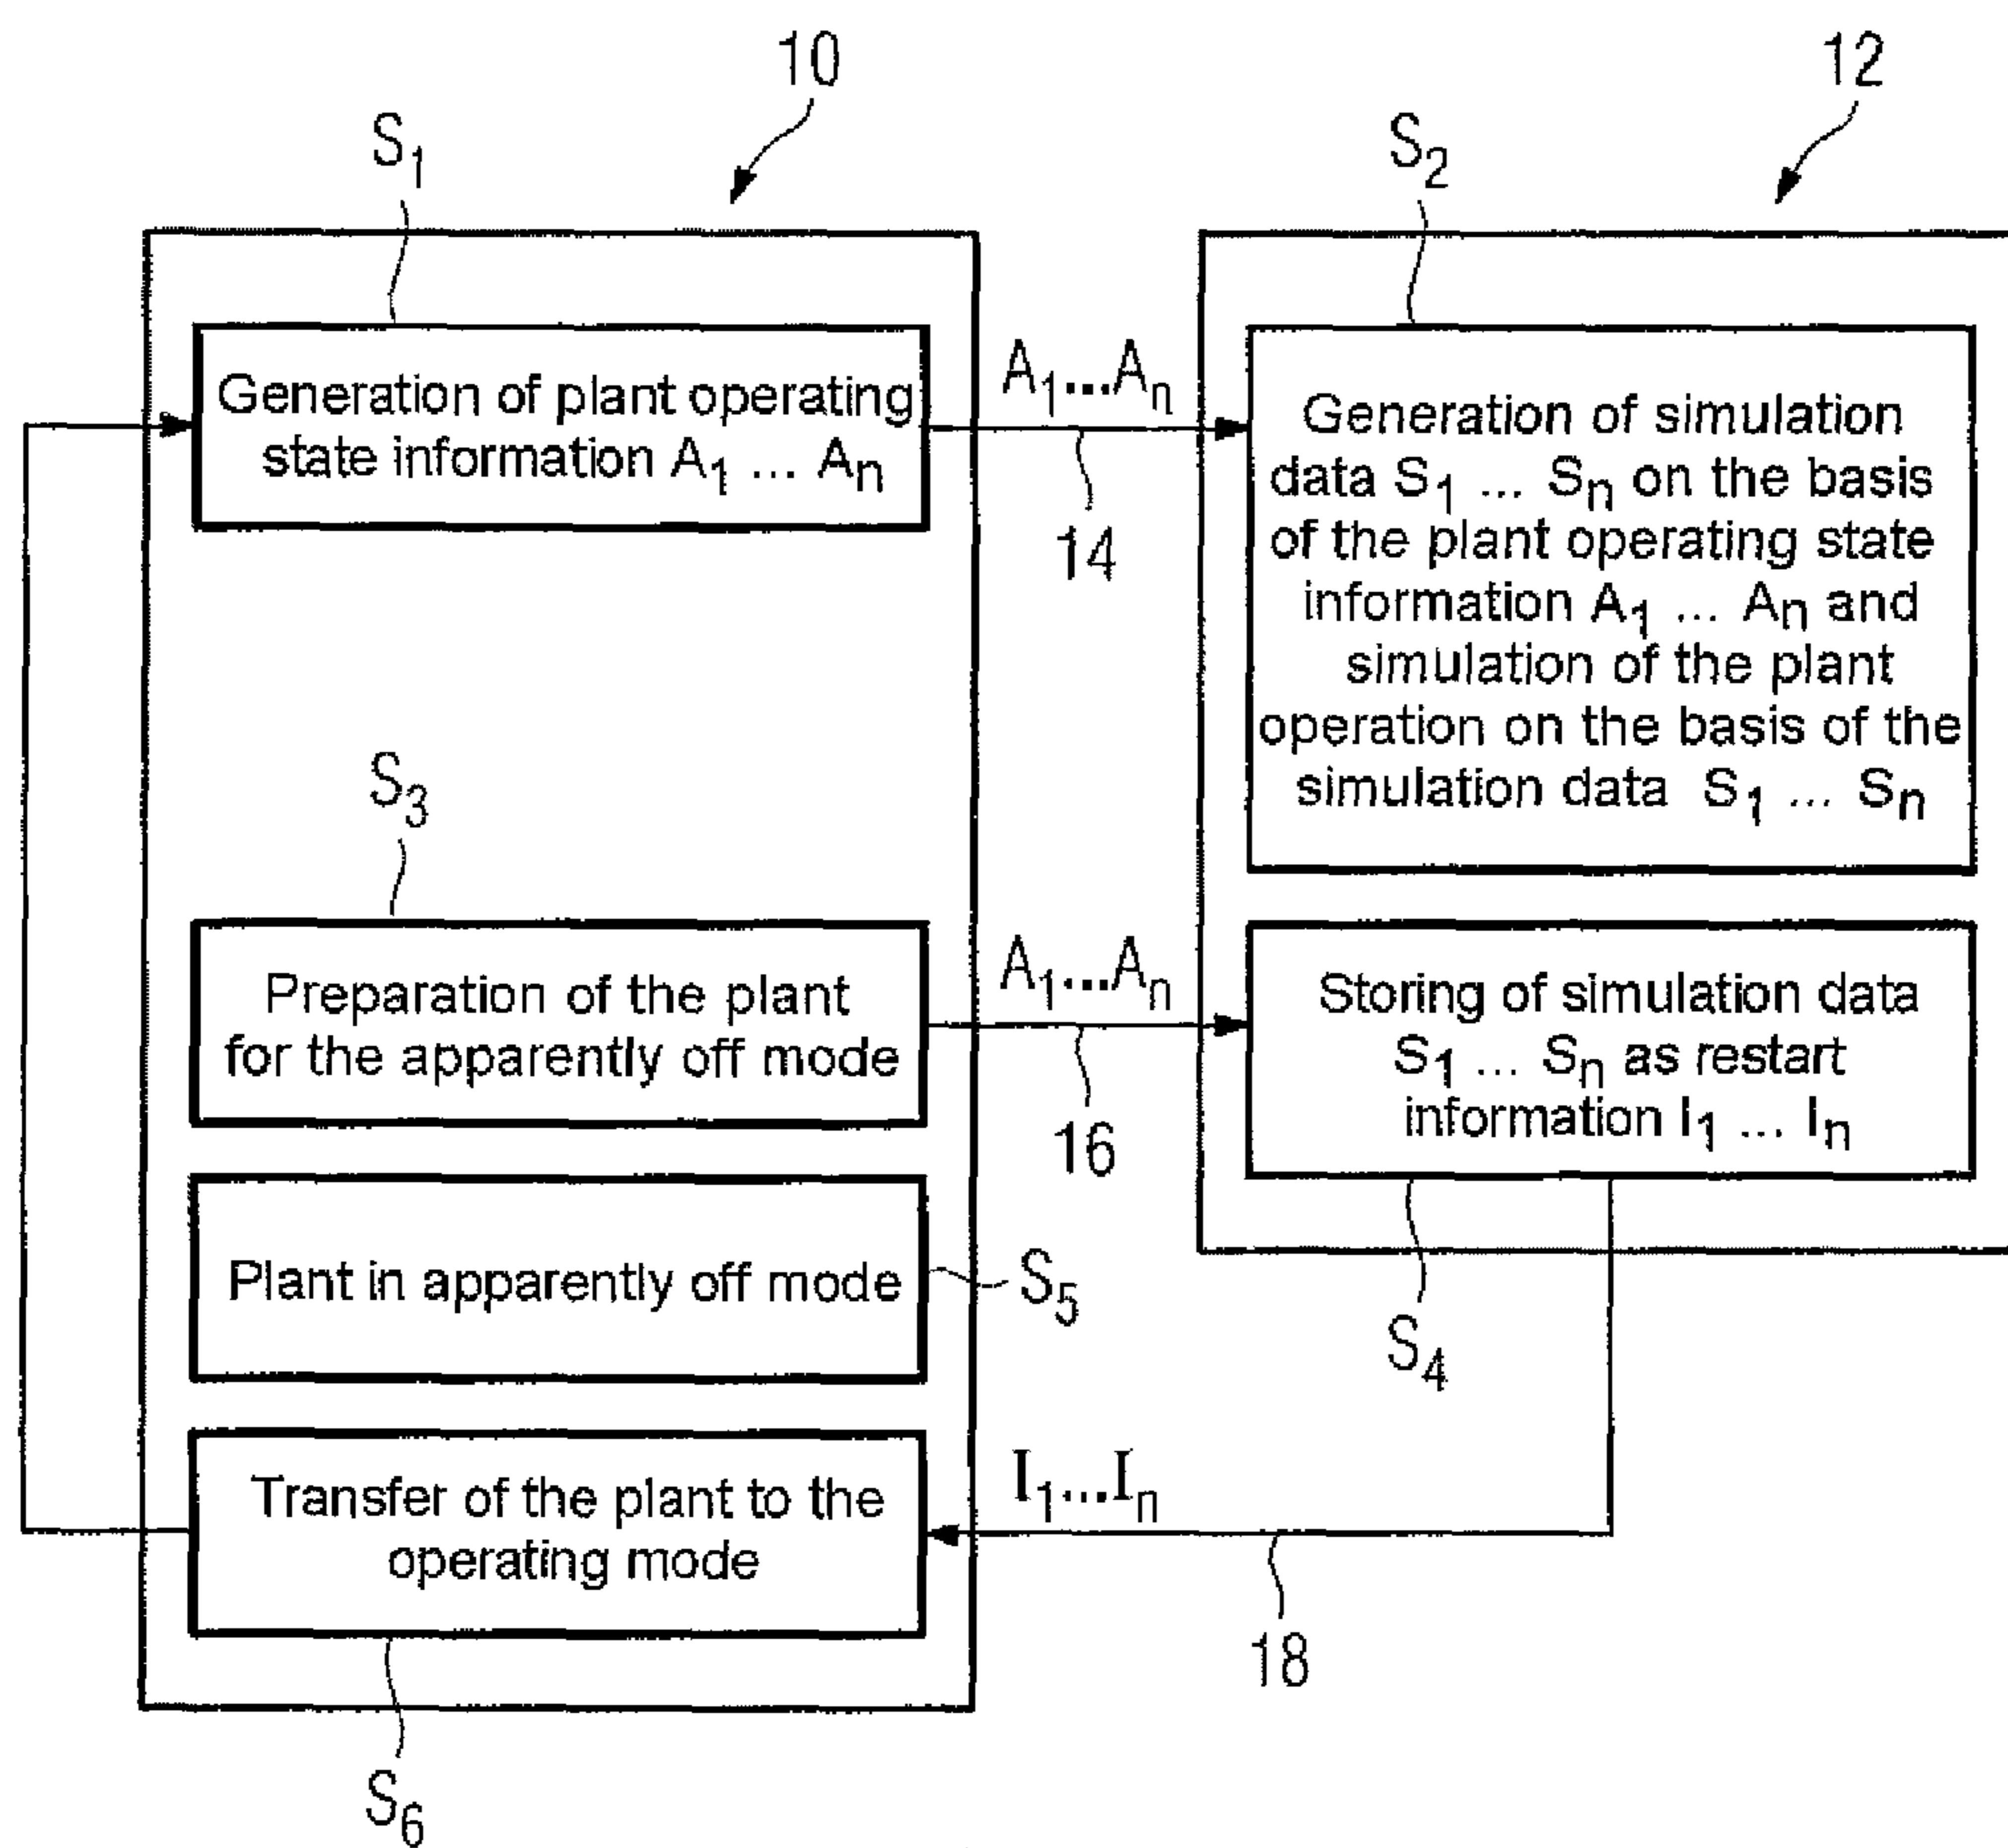 10
12
S1
S2
Generation of plant operating
state information A1 ... An
A1...An
14
Generation of simulation
data S1 ... Sn on the basis
of the plant operating state
information A1 ... An and
simulation of the plant
operation on the basis of the
simulation data S1 ... Sn
S3
Preparation of the plant
for the apparently off mode
A1...An
16
Storing of simulation data
S1 ... Sn as restart
information I1 ... In
Plant in apparently off mode
S5
S4
Transfer of the plant to the
operating mode
I1...In
18
S6